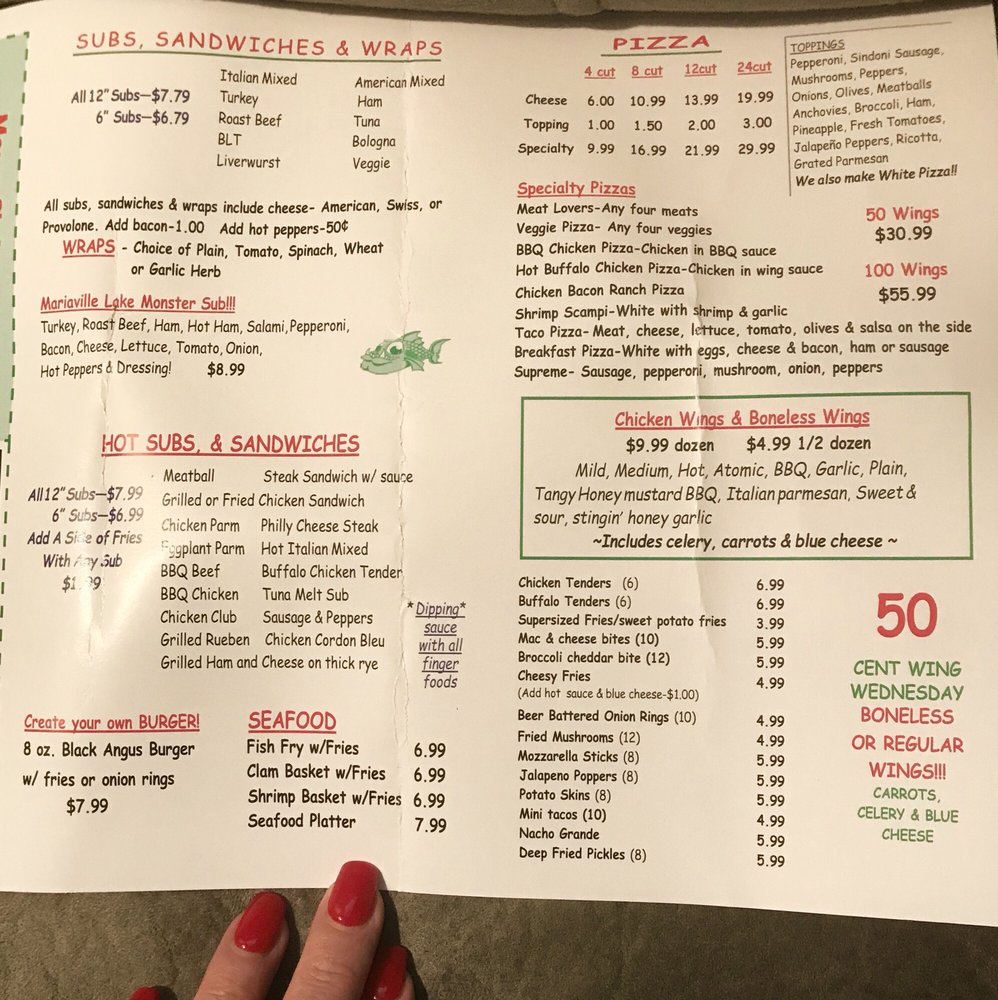 SUBS, SANDWICHES & WRAPS
All 12" Subs—$7.79
6" Subs—$6.79
Italian Mixed
American Mixed
Turkey
Ham
Roast Beef
Tuna
BLT
Bologna
Liverwurst
Veggie
All subs, sandwiches & wraps include cheese- American, Swiss, or
Provolone. Add bacon-1.00 Add hot peppers-50¢
WRAPS - Choice of Plain, Tomato, Spinach, Wheat
or Garlic Herb
Mariaville Lake Monster Sub!!!
Turkey, Roast Beef, Ham, Hot Ham, Salami, Pepperoni,
Bacon, Cheese, Lettuce, Tomato, Onion,
Hot Peppers & Dressing! $8.99
HOT SUBS, & SANDWICHES
All 12" Subs—$7.99
6" Subs—$6.99
Add A Side of Fries
With Any Sub
$1.99
Meatball Steak Sandwich w/ sauce
Grilled or Fried Chicken Sandwich
Chicken Parm Philly Cheese Steak
Eggplant Parm Hot Italian Mixed
BBQ Beef Buffalo Chicken Tender
BBQ Chicken Tuna Melt Sub
Chicken Club Sausage & Peppers
Grilled Rueben Chicken Cordon Bleu
Grilled Ham and Cheese on thick rye
*Dipping*
sauce
with all
finger
foods
Create your own BURGER!
8 oz. Black Angus Burger
w/ fries or onion rings
$7.99
SEAFOOD
Fish Fry w/Fries 6.99
Clam Basket w/Fries 6.99
Shrimp Basket w/Fries 6.99
Seafood Platter 7.99
PIZZA
4 cut 8 cut 12cut 24cut
Cheese 6.00 10.99 13.99 19.99
Topping 1.00 1.50 2.00 3.00
Specialty 9.99 16.99 21.99 29.99
TOPPINGS
Pepperoni, Sindoni Sausage,
Mushrooms, Peppers,
Onions, Olives, Meatballs
Anchovies, Broccoli, Ham,
Pineapple, Fresh Tomatoes,
Jalapeño Peppers, Ricotta,
Grated Parmesan
We also make White Pizza!!
Specialty Pizzas
Meat Lovers-Any four meats
Veggie Pizza- Any four veggies
BBQ Chicken Pizza-Chicken in BBQ sauce
Hot Buffalo Chicken Pizza-Chicken in wing sauce
Chicken Bacon Ranch Pizza
Shrimp Scampi-White with shrimp & garlic
Taco Pizza- Meat, cheese, lettuce, tomato, olives & salsa on the side
Breakfast Pizza-White with eggs, cheese & bacon, ham or sausage
Supreme- Sausage, pepperoni, mushroom, onion, peppers
50 Wings
$30.99
100 Wings
$55.99
Chicken Wings & Boneless Wings
$9.99 dozen $4.99 1/2 dozen
Mild, Medium, Hot, Atomic, BBQ, Garlic, Plain,
Tangy Honey mustard BBQ, Italian parmesan, Sweet &
sour, stingin' honey garlic
~Includes celery, carrots & blue cheese ~
Chicken Tenders (6) 6.99
Buffalo Tenders (6) 6.99
Supersized Fries/sweet potato fries 3.99
Mac & cheese bites (10) 5.99
Broccoli cheddar bite (12) 5.99
Cheesy Fries 4.99
(Add hot sauce & blue cheese-$1.00)
Beer Battered Onion Rings (10) 4.99
Fried Mushrooms (12) 4.99
Mozzarella Sticks (8) 5.99
Jalapeno Poppers (8) 5.99
Potato Skins (8) 5.99
Mini tacos (10) 4.99
Nacho Grande 5.99
Deep Fried Pickles (8) 5.99
50
CENT WING
WEDNESDAY
BONELESS
OR REGULAR
WINGS!!!
CARROTS,
CELERY & BLUE
CHEESE